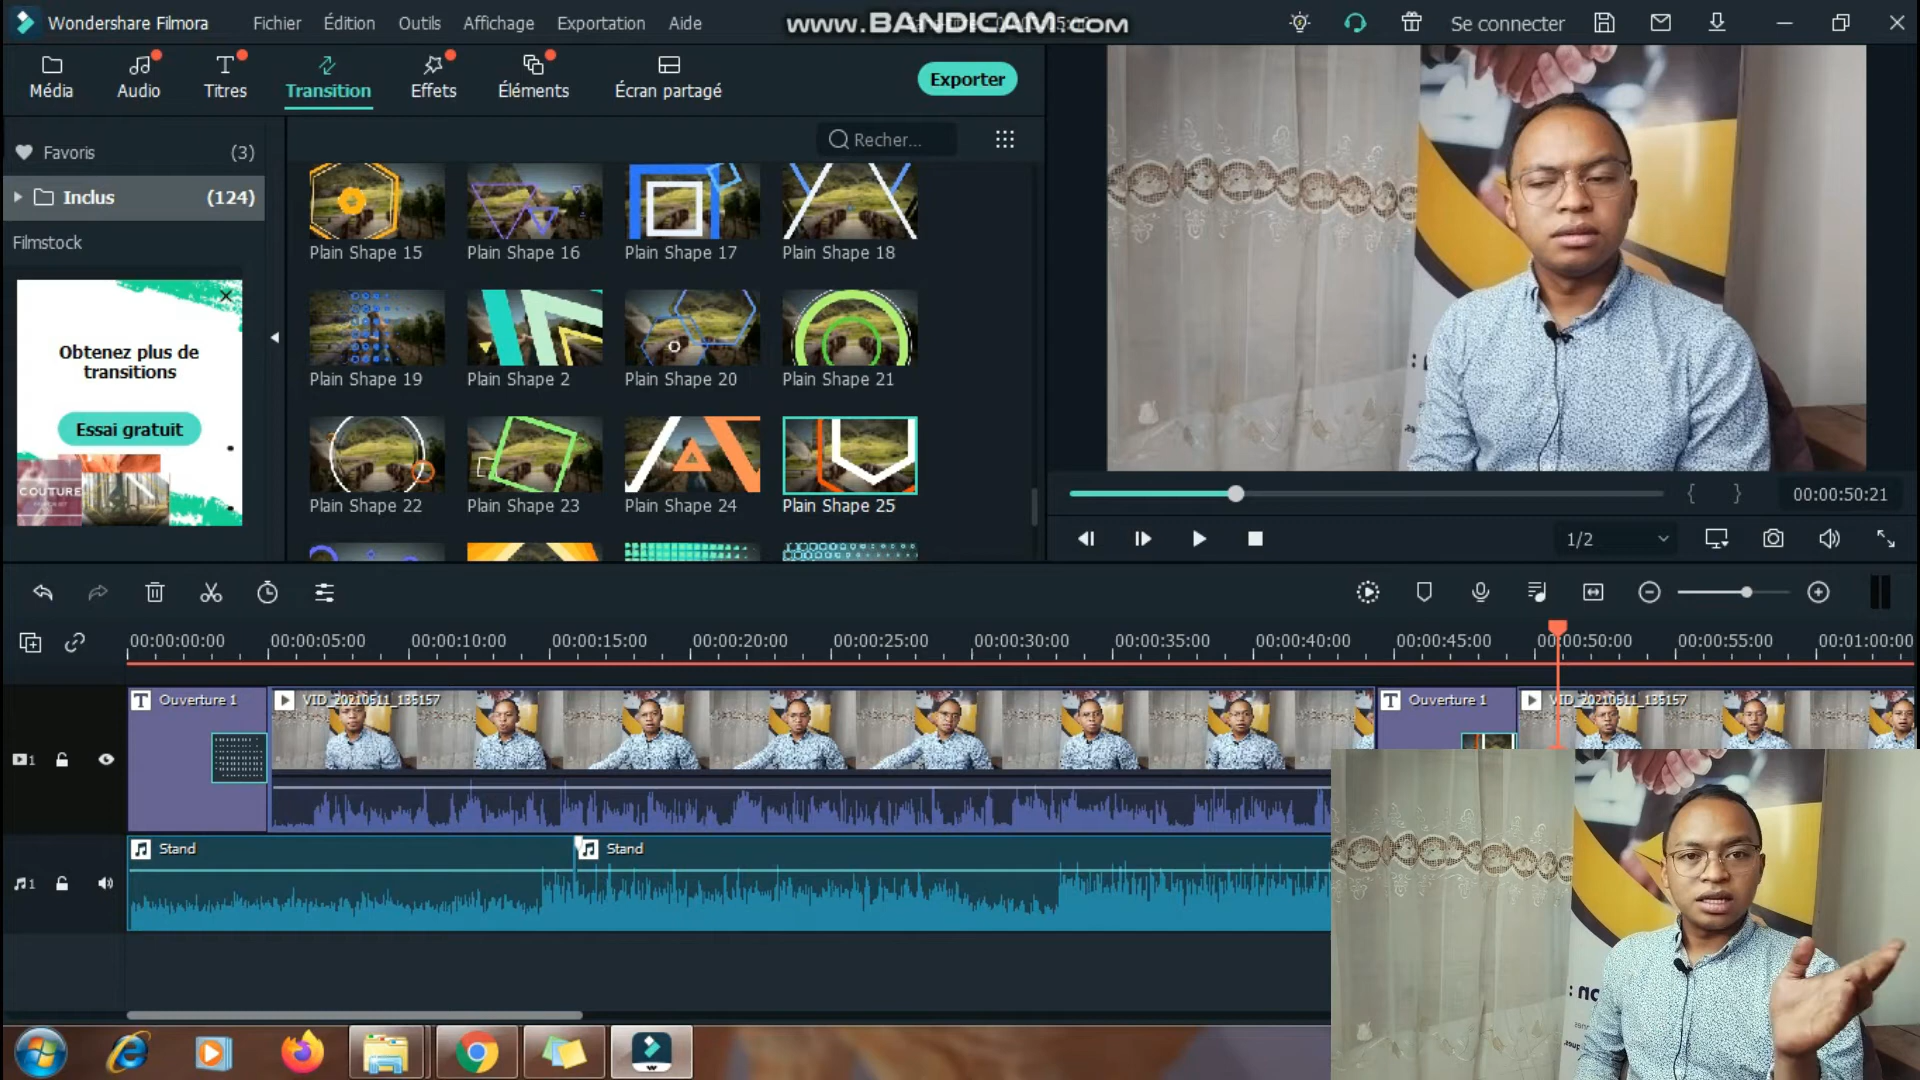 Wondershare Filmora
Fichier
Édition
Outils
Affichage
Exportation
Aide
www.BANDICAM.com
Se connecter
Média
Audio
Titres
Transition
Effets
Éléments
Écran partagé
Exporter
Favoris (3)
Inclus (124)
Filmstock
Obtenez plus de
transitions
Essai gratuit
COUTURE
Recher...
Plain Shape 15
Plain Shape 16
Plain Shape 17
Plain Shape 18
Plain Shape 19
Plain Shape 2
Plain Shape 20
Plain Shape 21
Plain Shape 22
Plain Shape 23
Plain Shape 24
Plain Shape 25
{ }
00:00:50:21
1/2
00:00:00:00
00:00:05:00
00:00:10:00
00:00:15:00
00:00:20:00
00:00:25:00
00:00:30:00
00:00:35:00
00:00:40:00
00:00:45:00
00:00:50:00
00:00:55:00
00:01:00:00
1
T Ouverture 1
VID_20210511_135157
T Ouverture 1
VID_20210511_135157
1
Stand
Stand